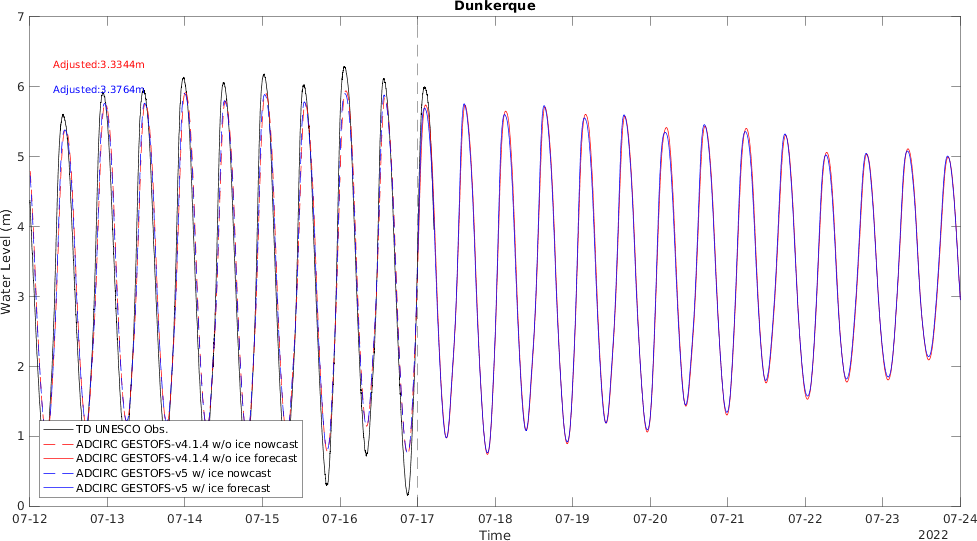 Dunkerque
7
6
5
4
3
2
1
0
Water Level (m)
Adjusted:3.3344m
Adjusted:3.3764m
TD UNESCO Obs.
ADCIRC GESTOFS-v4.1.4 w/o ice nowcast
ADCIRC GESTOFS-v4.1.4 w/o ice forecast
ADCIRC GESTOFS-v5 w/ ice nowcast
ADCIRC GESTOFS-v5 w/ ice forecast
07-12 07-13 07-14 07-15 07-16 07-17 07-18 07-19 07-20 07-21 07-22 07-23 07-24
Time
2022